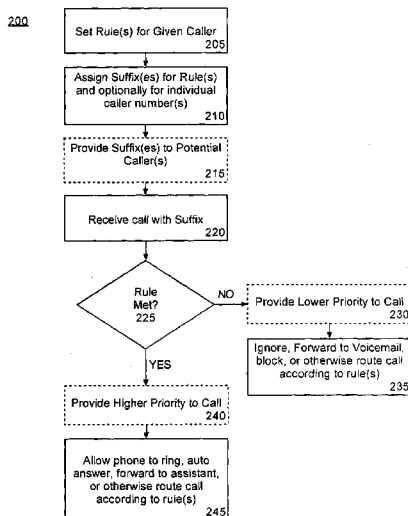 200
Set Rule(s) for Given Caller
205
Assign Suffix(es) for Rule(s)
and optionally for individual
caller number(s)
210
Provide Suffix(es) to Potential
Caller(s)
215
Receive call with Suffix
220
Rule
Met?
225
NO
Provide Lower Priority to Call
230
Ignore, Forward to Voicemail,
block, or otherwise route call
according to rule(s)
235
YES
Provide Higher Priority to Call
240
Allow phone to ring, auto
answer, forward to assistant,
or otherwise route call
according to rule(s)
245